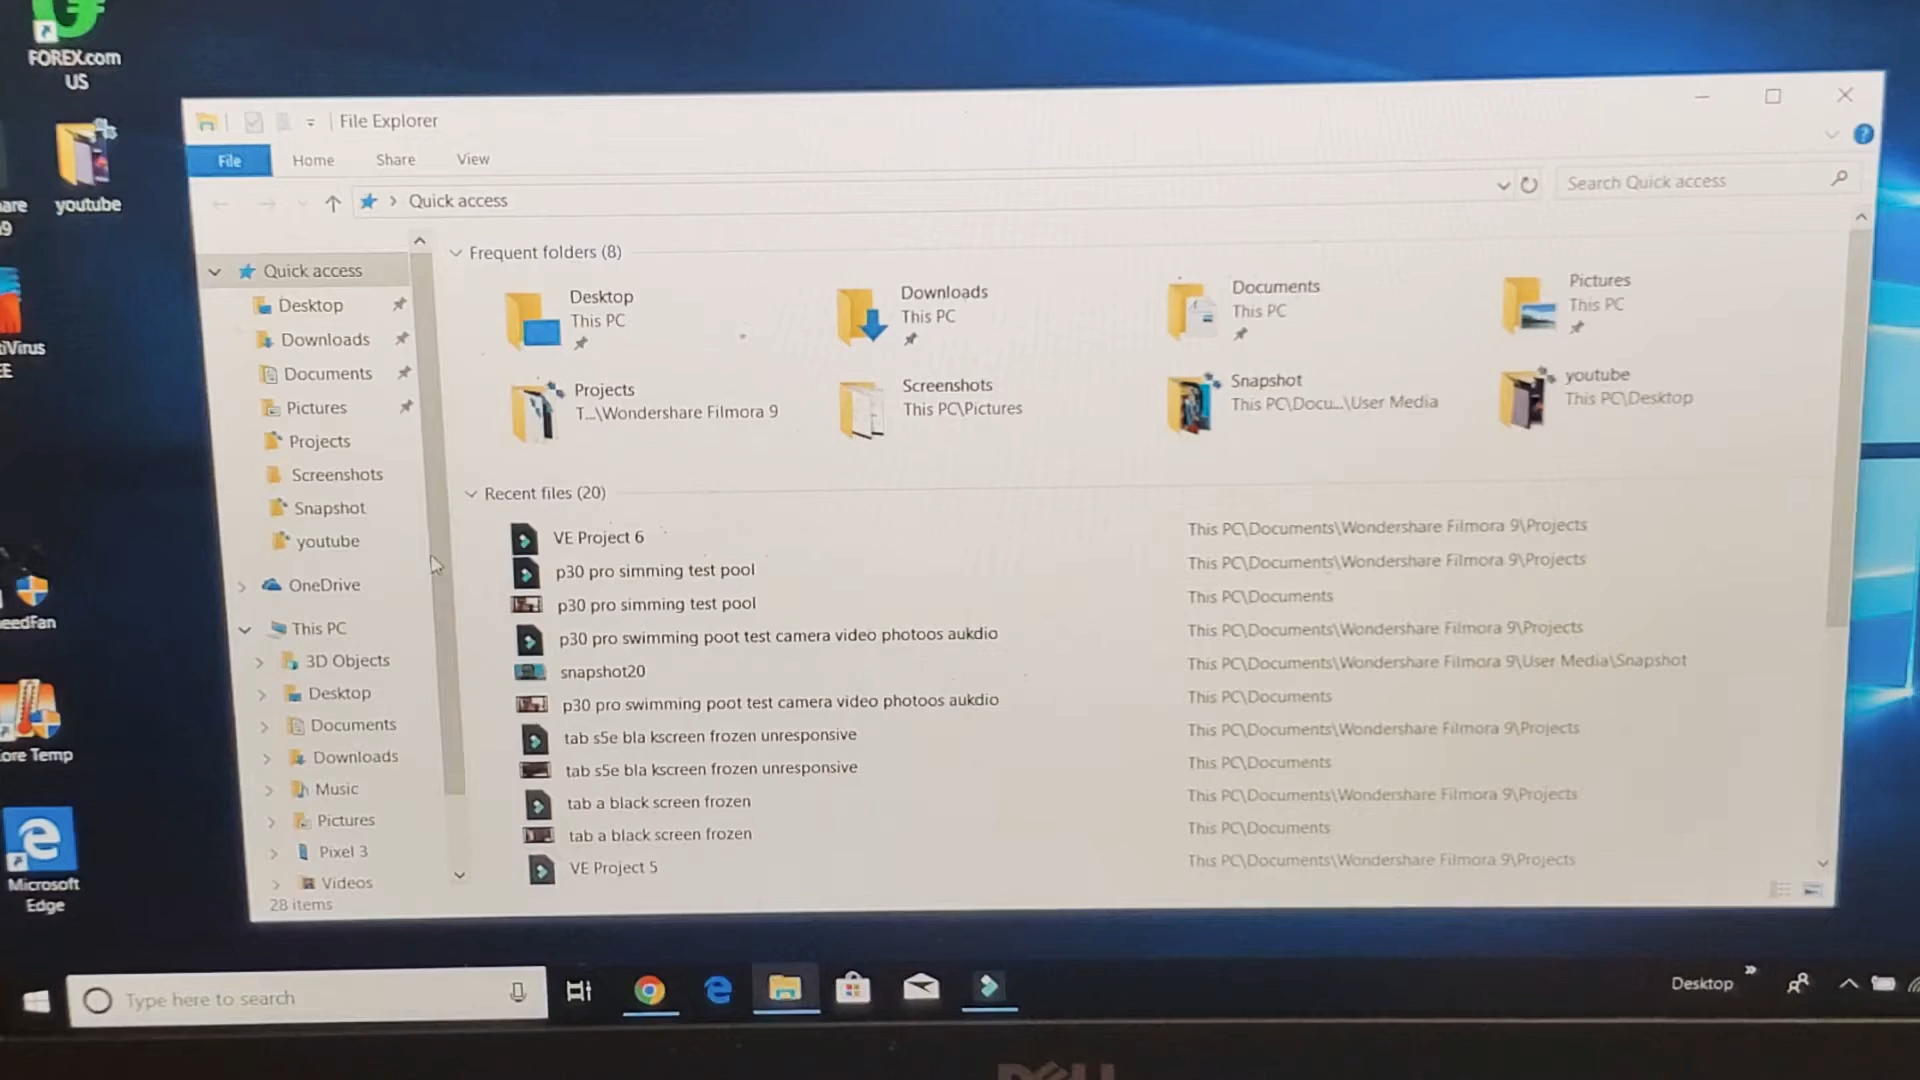 FOREX.com
US
youtube
are
9
iVirus
EE
eedFan
ore Temp
Microsoft
Edge
File Explorer
File
Home
Share
View
Quick access
Search Quick access
Quick access
Desktop
Downloads
Documents
Pictures
Projects
Screenshots
Snapshot
youtube
OneDrive
This PC
3D Objects
Desktop
Documents
Downloads
Music
Pictures
Pixel 3
Videos
28 items
Frequent folders (8)
Desktop
This PC
Downloads
This PC
Documents
This PC
Pictures
This PC
Projects
T...\Wondershare Filmora 9
Screenshots
This PC\Pictures
Snapshot
This PC\Docu...\User Media
youtube
This PC\Desktop
Recent files (20)
VE Project 6 This PC\Documents\Wondershare Filmora 9\Projects
p30 pro simming test pool This PC\Documents\Wondershare Filmora 9\Projects
p30 pro simming test pool This PC\Documents
p30 pro swimming poot test camera video photoos aukdio This PC\Documents\Wondershare Filmora 9\Projects
snapshot20 This PC\Documents\Wondershare Filmora 9\User Media\Snapshot
p30 pro swimming poot test camera video photoos aukdio This PC\Documents
tab s5e bla kscreen frozen unresponsive This PC\Documents\Wondershare Filmora 9\Projects
tab s5e bla kscreen frozen unresponsive This PC\Documents
tab a black screen frozen This PC\Documents\Wondershare Filmora 9\Projects
tab a black screen frozen This PC\Documents
VE Project 5 This PC\Documents\Wondershare Filmora 9\Projects
Type here to search
Desktop
DELL